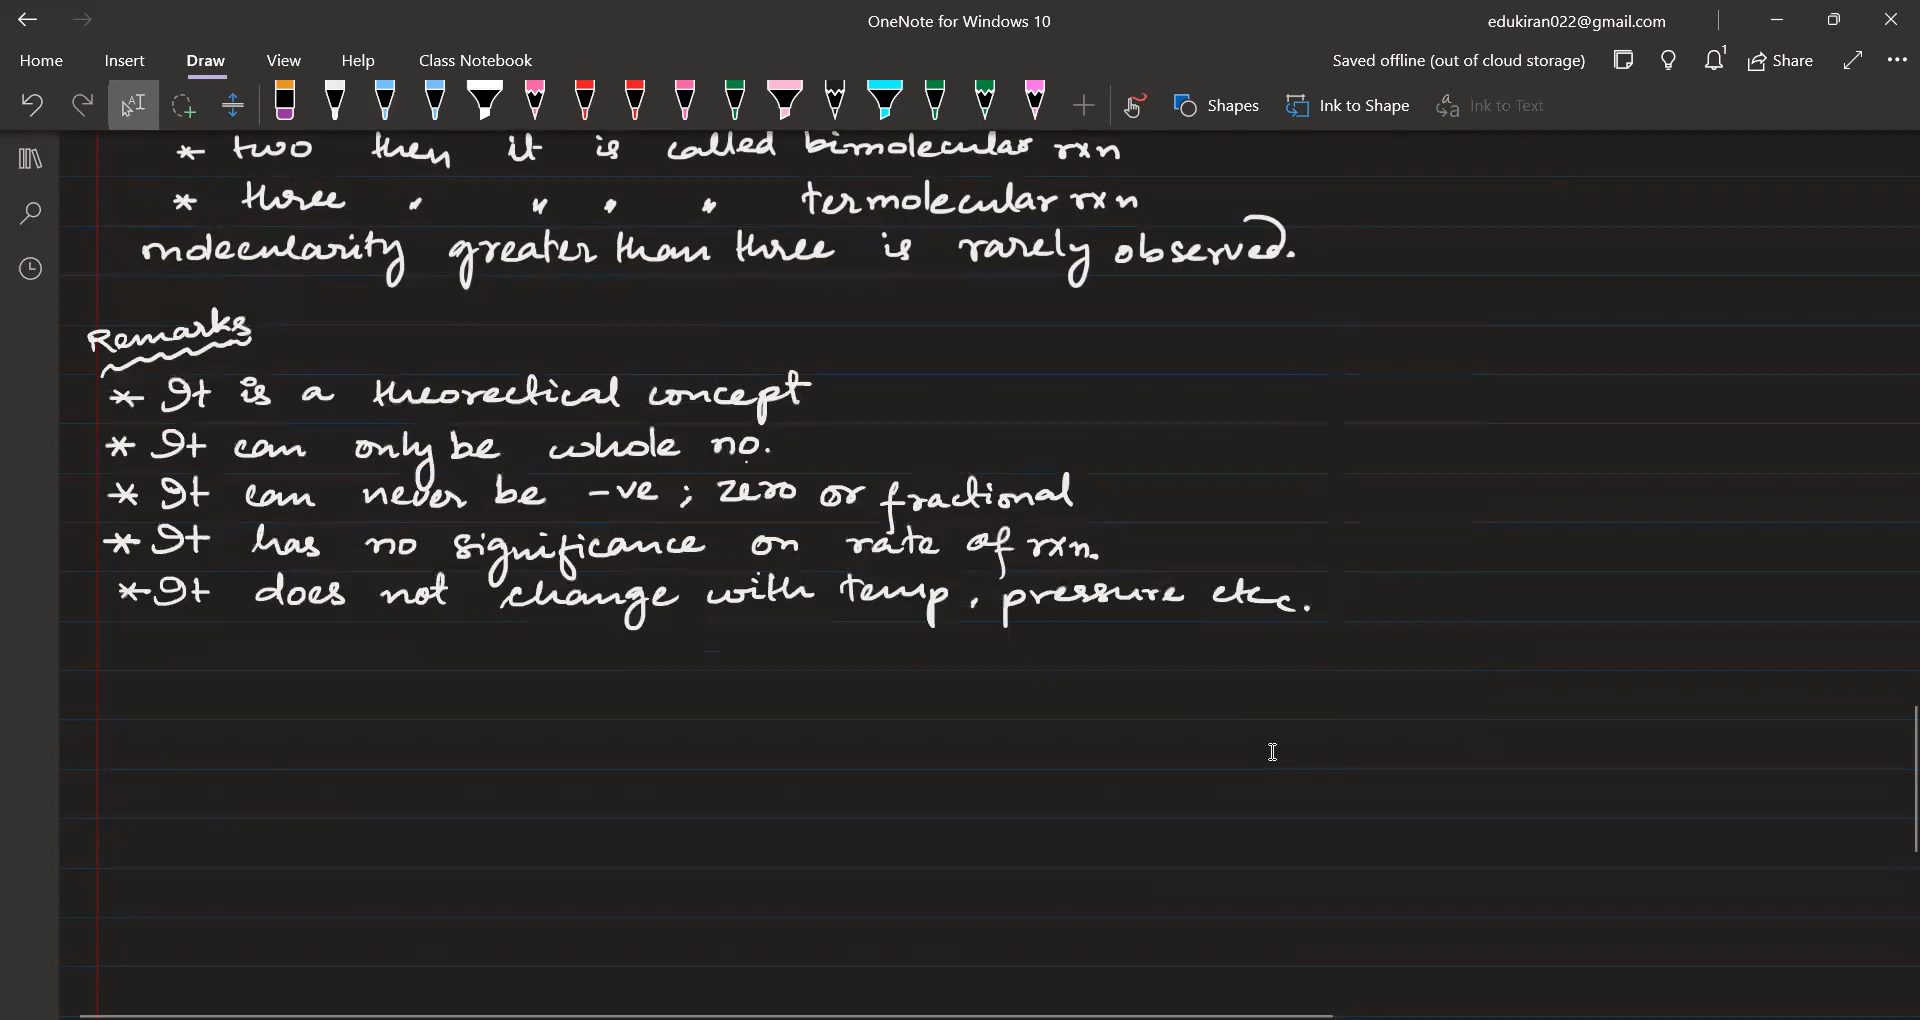 OneNote for Windows 10
edukiran022@gmail.com
Home Insert Draw View Help Class Notebook
Saved offline (out of cloud storage)
1
Share
Shapes
Ink to Shape
Ink to Text
* two then it is called bimolecular rxn
* three " " " " termolecular rxn
molecularity greater than three is rarely observed.
Remarks
* It is a theorectical concept
* It can only be whole no.
* It can never be -ve ; zero or fractional
* It has no significance on rate of rxn.
* It does not change with temp, pressure etc.